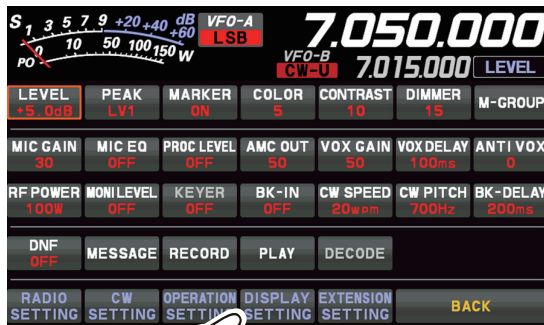 S 1 3 5 7 9 +20 +40 +60 dB
PO 0 10 50 100 150 W
VFO-A
LSB
7.050.000
VFO-B
CW-U 7.015.000 LEVEL
LEVEL PEAK MARKER COLOR CONTRAST DIMMER M-GROUP
+5.0dB LV1 ON 5 10 15
MIC GAIN MIC EQ PROC LEVEL AMC OUT VOX GAIN VOX DELAY ANTI VOX
30 OFF OFF 50 50 100ms 0
RF POWER MONI LEVEL KEYER BK-IN CW SPEED CW PITCH BK-DELAY
100W OFF OFF OFF 20wpm 700Hz 200ms
DNF MESSAGE RECORD PLAY DECODE
OFF
RADIO CW OPERATION DISPLAY EXTENSION BACK
SETTING SETTING SETTING SETTING SETTING